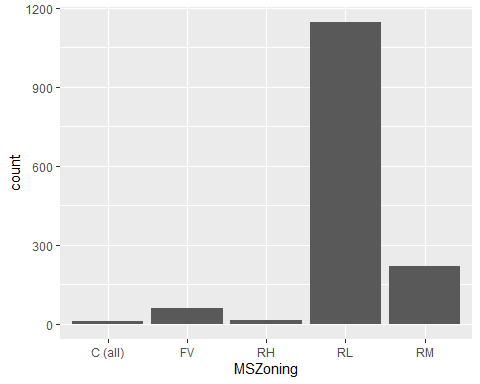 1200
900
600
300
0
count
C (all) FV RH RL RM
MSZoning